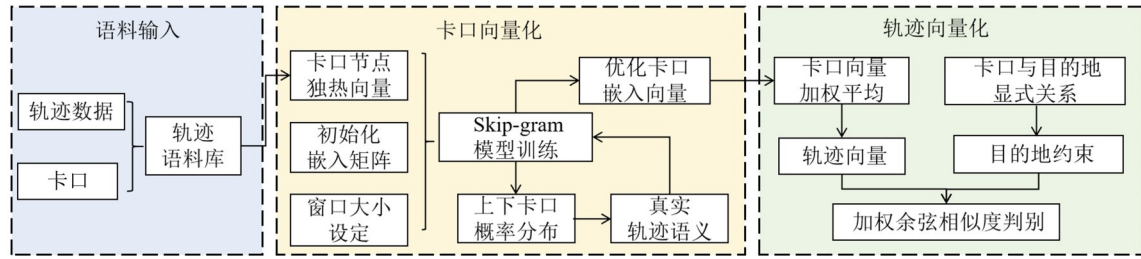 语料输入
轨迹数据
卡口
轨迹
语料库
卡口向量化
卡口节点
独热向量
初始化
嵌入矩阵
窗口大小
设定
Skip-gram
模型训练
优化卡口
嵌入向量
上下卡口
概率分布
真实
轨迹语义
轨迹向量化
卡口向量
加权平均
卡口与目的地
显式关系
轨迹向量
目的地约束
加权余弦相似度判别